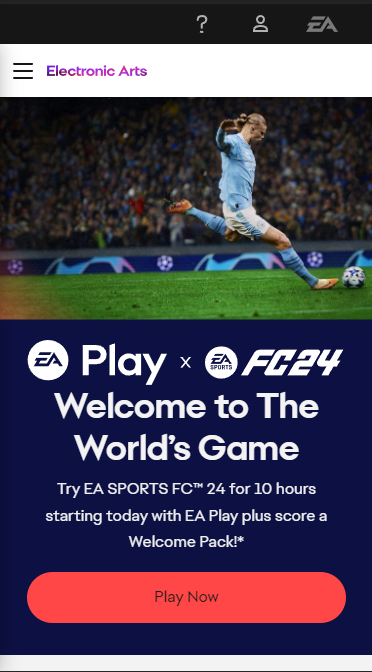 ?
EA
Electronic Arts
EA Play x EA SPORTS FC24
Welcome to The
World's Game
Try EA SPORTS FC™ 24 for 10 hours
starting today with EA Play plus score a
Welcome Pack!*
Play Now